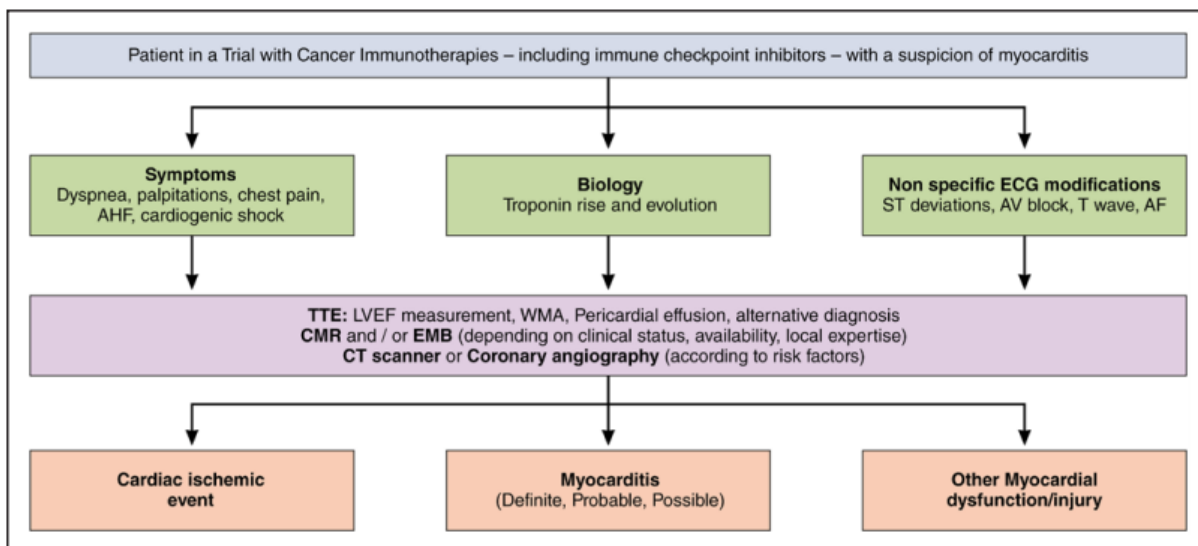 Patient in a Trial with Cancer Immunotherapies – including immune checkpoint inhibitors – with a suspicion of myocarditis
Symptoms
Dyspnea, palpitations, chest pain,
AHF, cardiogenic shock
Biology
Troponin rise and evolution
Non specific ECG modifications
ST deviations, AV block, T wave, AF
TTE: LVEF measurement, WMA, Pericardial effusion, alternative diagnosis
CMR and / or EMB (depending on clinical status, availability, local expertise)
CT scanner or Coronary angiography (according to risk factors)
Cardiac ischemic
event
Myocarditis
(Definite, Probable, Possible)
Other Myocardial
dysfunction/injury